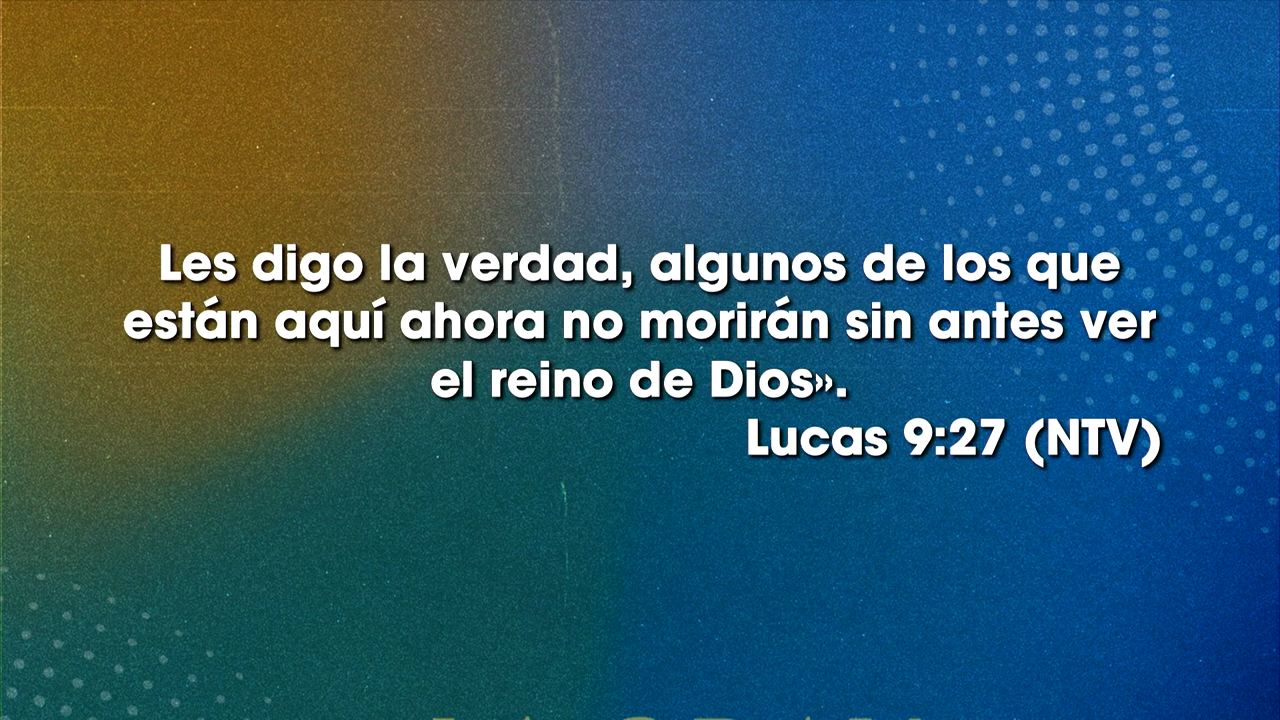 Les digo la verdad, algunos de los que
están aquí ahora no morirán sin antes ver
el reino de Dios».
Lucas 9:27 (NTV)